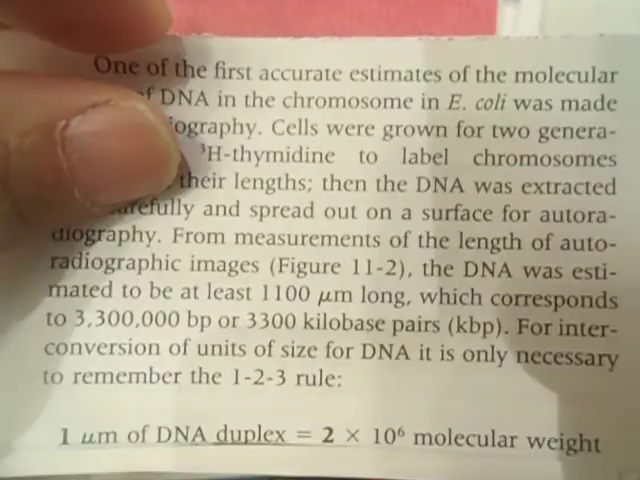 One of the first accurate estimates of the molecular
of DNA in the chromosome in E. coli was made
iography. Cells were grown for two genera-
³H-thymidine to label chromosomes
their lengths; then the DNA was extracted
refully and spread out on a surface for autora-
diography. From measurements of the length of auto-
radiographic images (Figure 11-2), the DNA was esti-
mated to be at least 1100 μm long, which corresponds
to 3,300,000 bp or 3300 kilobase pairs (kbp). For inter-
conversion of units of size for DNA it is only necessary
to remember the 1-2-3 rule:
1 μm of DNA duplex = 2 × 10⁶ molecular weight